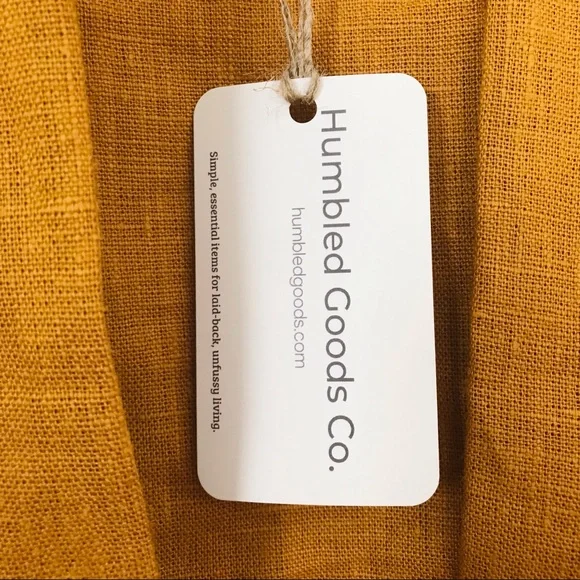 Humbled Goods Co.
humbledgoods.com
Simple, essential items for laid-back, unfussy living.